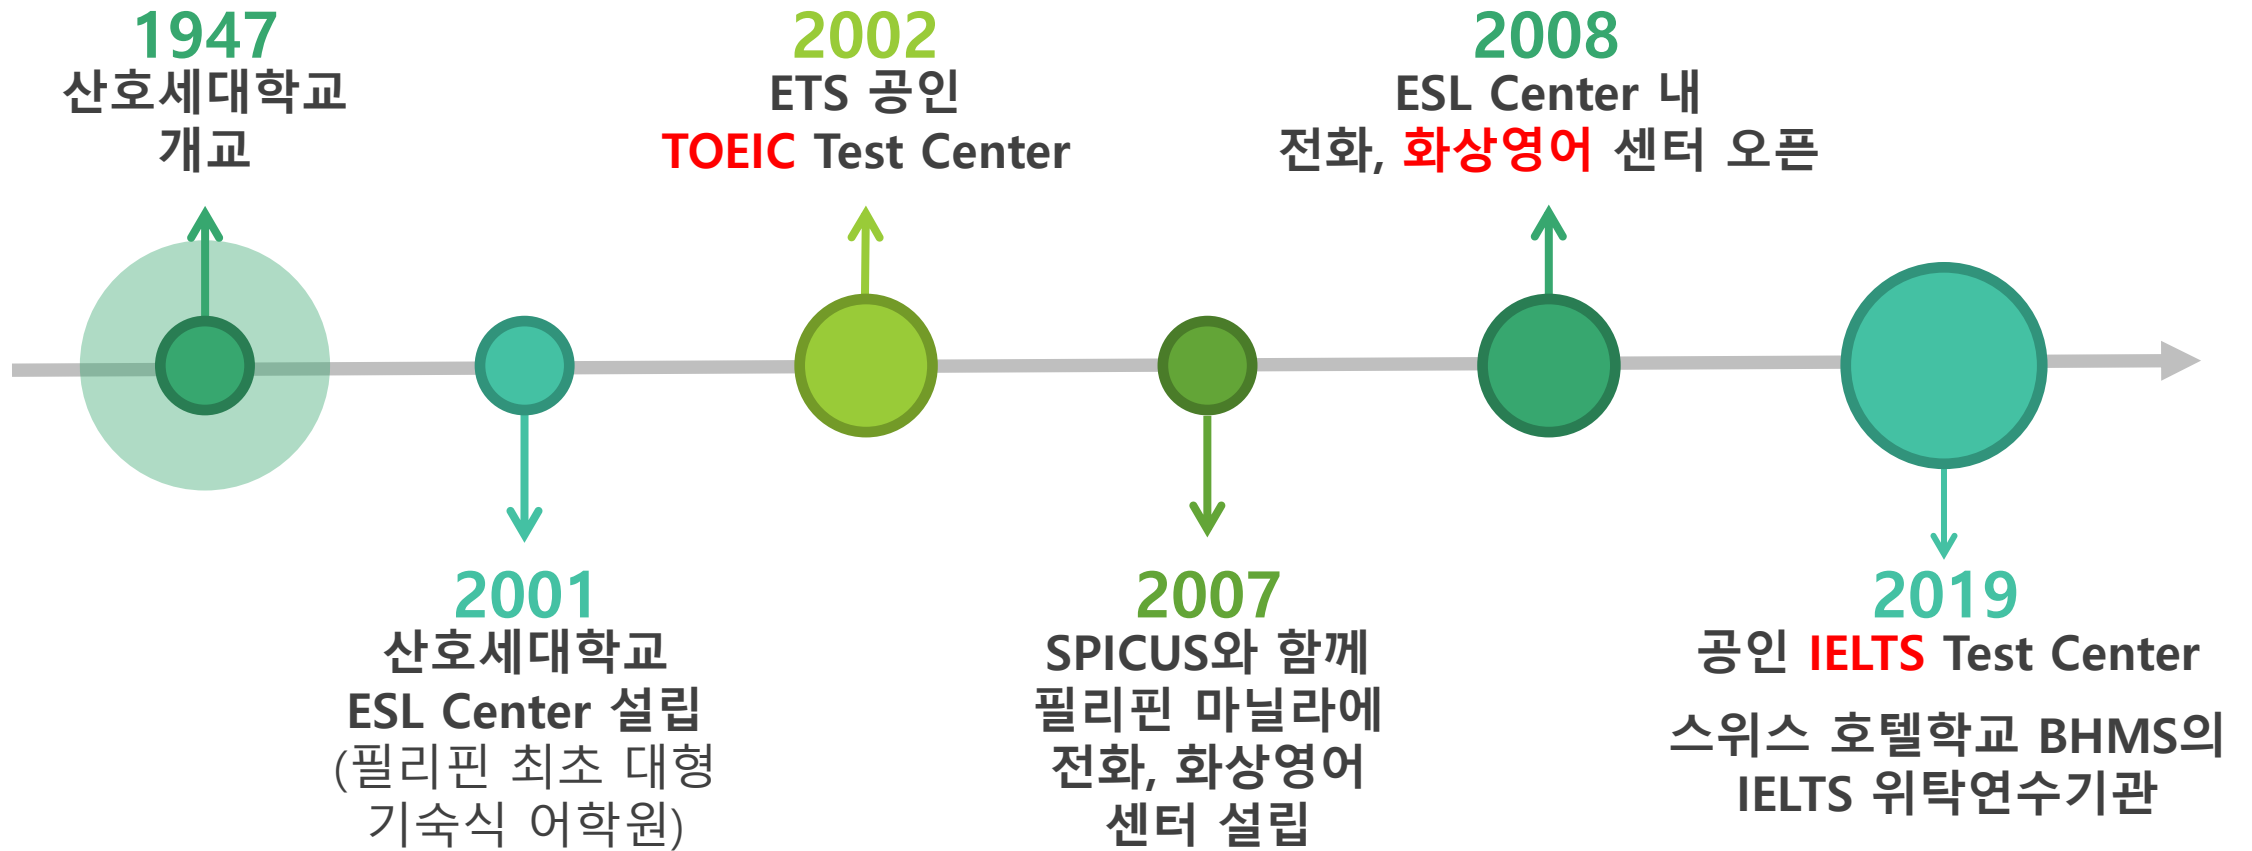 1947
산호세대학교
개교
2001
산호세대학교
ESL Center 설립
(필리핀 최초 대형
기숙식 어학원)
2002
ETS 공인
TOEIC Test Center
2007
SPICUS와 함께
필리핀 마닐라에
전화, 화상영어
센터 설립
2008
ESL Center 내
전화, 화상영어 센터 오픈
2019
공인 IELTS Test Center
스위스 호텔학교 BHMS의
IELTS 위탁연수기관